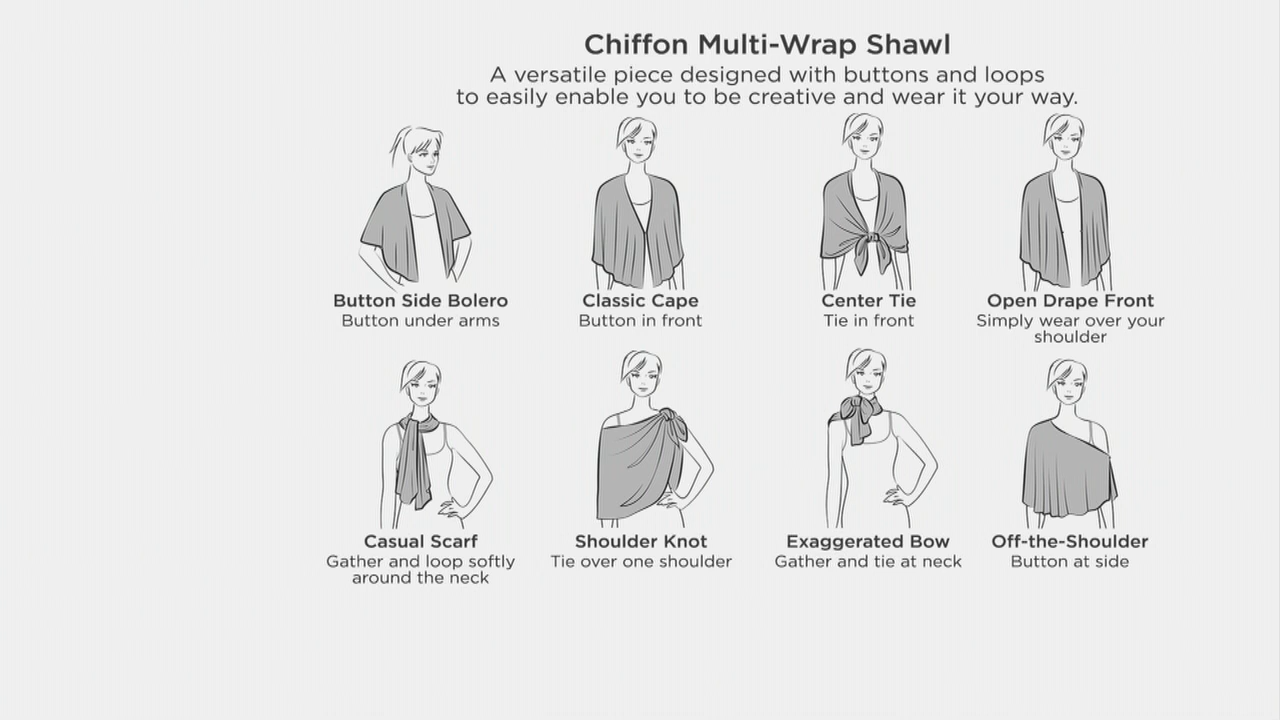 Chiffon Multi-Wrap Shawl
A versatile piece designed with buttons and loops
to easily enable you to be creative and wear it your way.
Button Side Bolero
Button under arms
Classic Cape
Button in front
Center Tie
Tie in front
Open Drape Front
Simply wear over your
shoulder
Casual Scarf
Gather and loop softly
around the neck
Shoulder Knot
Tie over one shoulder
Exaggerated Bow
Gather and tie at neck
Off-the-Shoulder
Button at side